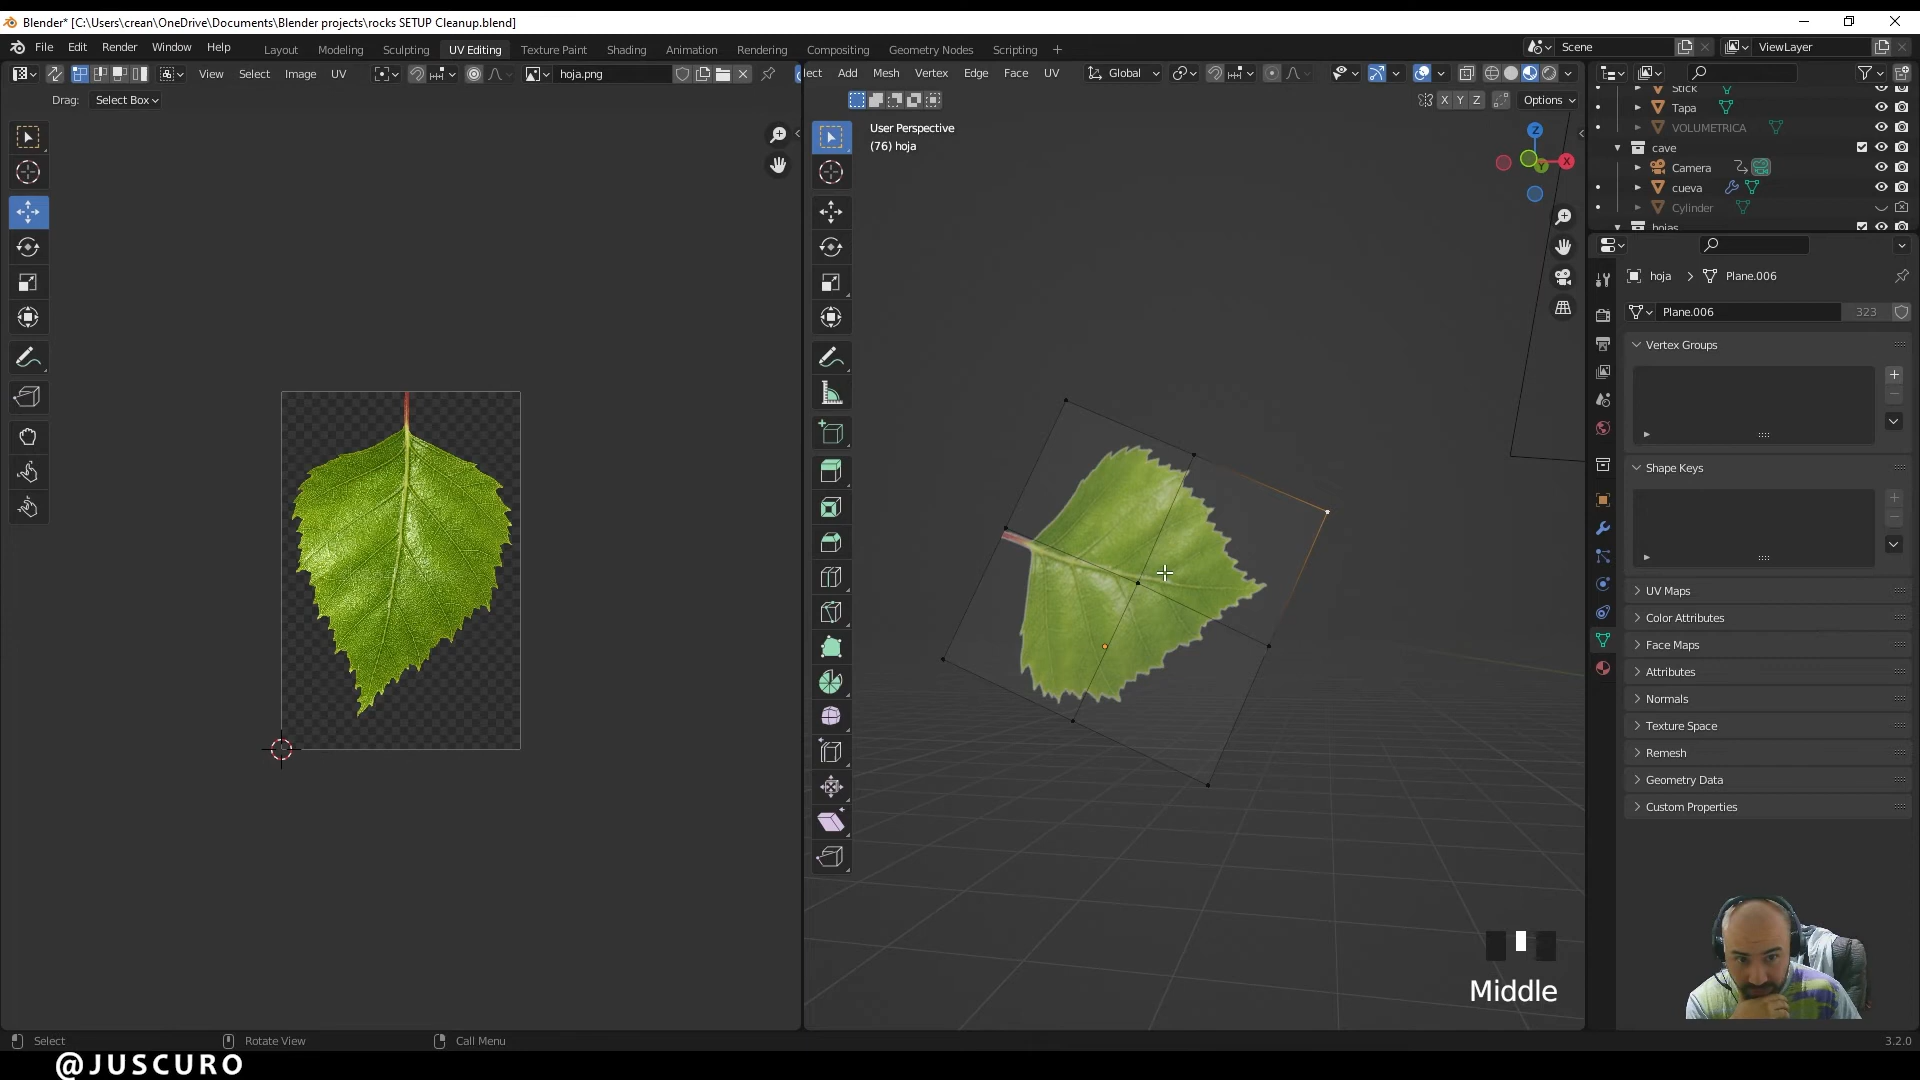 Blender* [C:\Users\crean\OneDrive\Documents\Blender projects\rocks SETUP Cleanup.blend]
File Edit Render Window Help
Layout Modeling Sculpting UV Editing Texture Paint Shading Animation Rendering Compositing Geometry Nodes Scripting +
Scene
ViewLayer
View Select Image UV
hoja.png
lect Add Mesh Vertex Edge Face UV
Global
Drag: Select Box
X Y Z
Options
User Perspective
(76) hoja
Z
X
Y
Stick
Tapa
VOLUMETRICA
cave
Camera
cueva
Cylinder
hojas
hoja > Plane.006
Plane.006 323
Vertex Groups
Shape Keys
UV Maps
Color Attributes
Face Maps
Attributes
Normals
Texture Space
Remesh
Geometry Data
Custom Properties
Middle
Select Rotate View Call Menu
3.2.0
@JUSCURO